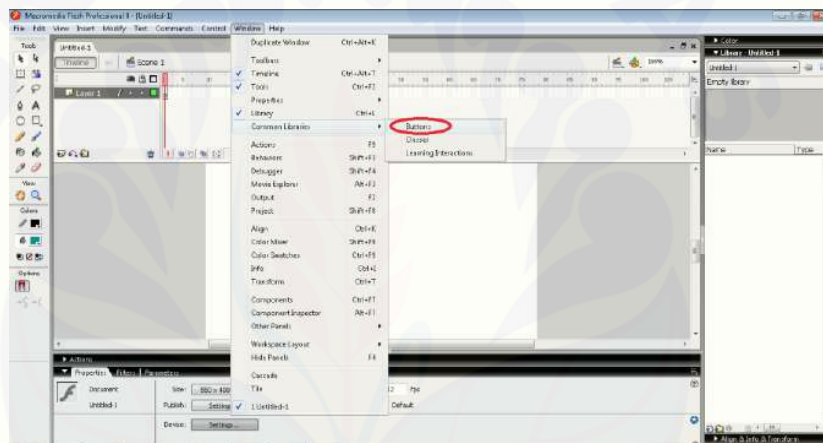 Macromedia Flash Professional 8 - [Untitled-1]
File Edit View Insert Modify Text Commands Control Window Help
Tools
Untitled-1
Timeline
Scene 1
Layer 1
View
Colors
Options
Duplicate Window Ctrl+Alt+K
Toolbars
Timeline Ctrl+Alt+T
Tools Ctrl+F2
Properties
Library Ctrl+L
Common Libraries
Buttons
Classes
Learning Interactions
Actions F9
Behaviors Shift+F3
Debugger Shift+F4
Movie Explorer Alt+F3
Output F2
Project Shift+F8
Align Ctrl+K
Color Mixer Shift+F9
Color Swatches Ctrl+F9
Info Ctrl+I
Transform Ctrl+T
Components Ctrl+F7
Component Inspector Alt+F7
Other Panels
Workspace Layout
Hide Panels F4
Cascade
Tile
1 Untitled-1
Color
Library - Untitled-1
Untitled-1
Empty library
Name Type
Actions
Properties Filters Parameters
Document
Untitled-1
Size: 550 x 400
Publish: Settings
Device: Settings...
12 fps
Default
Align & Info & Transform